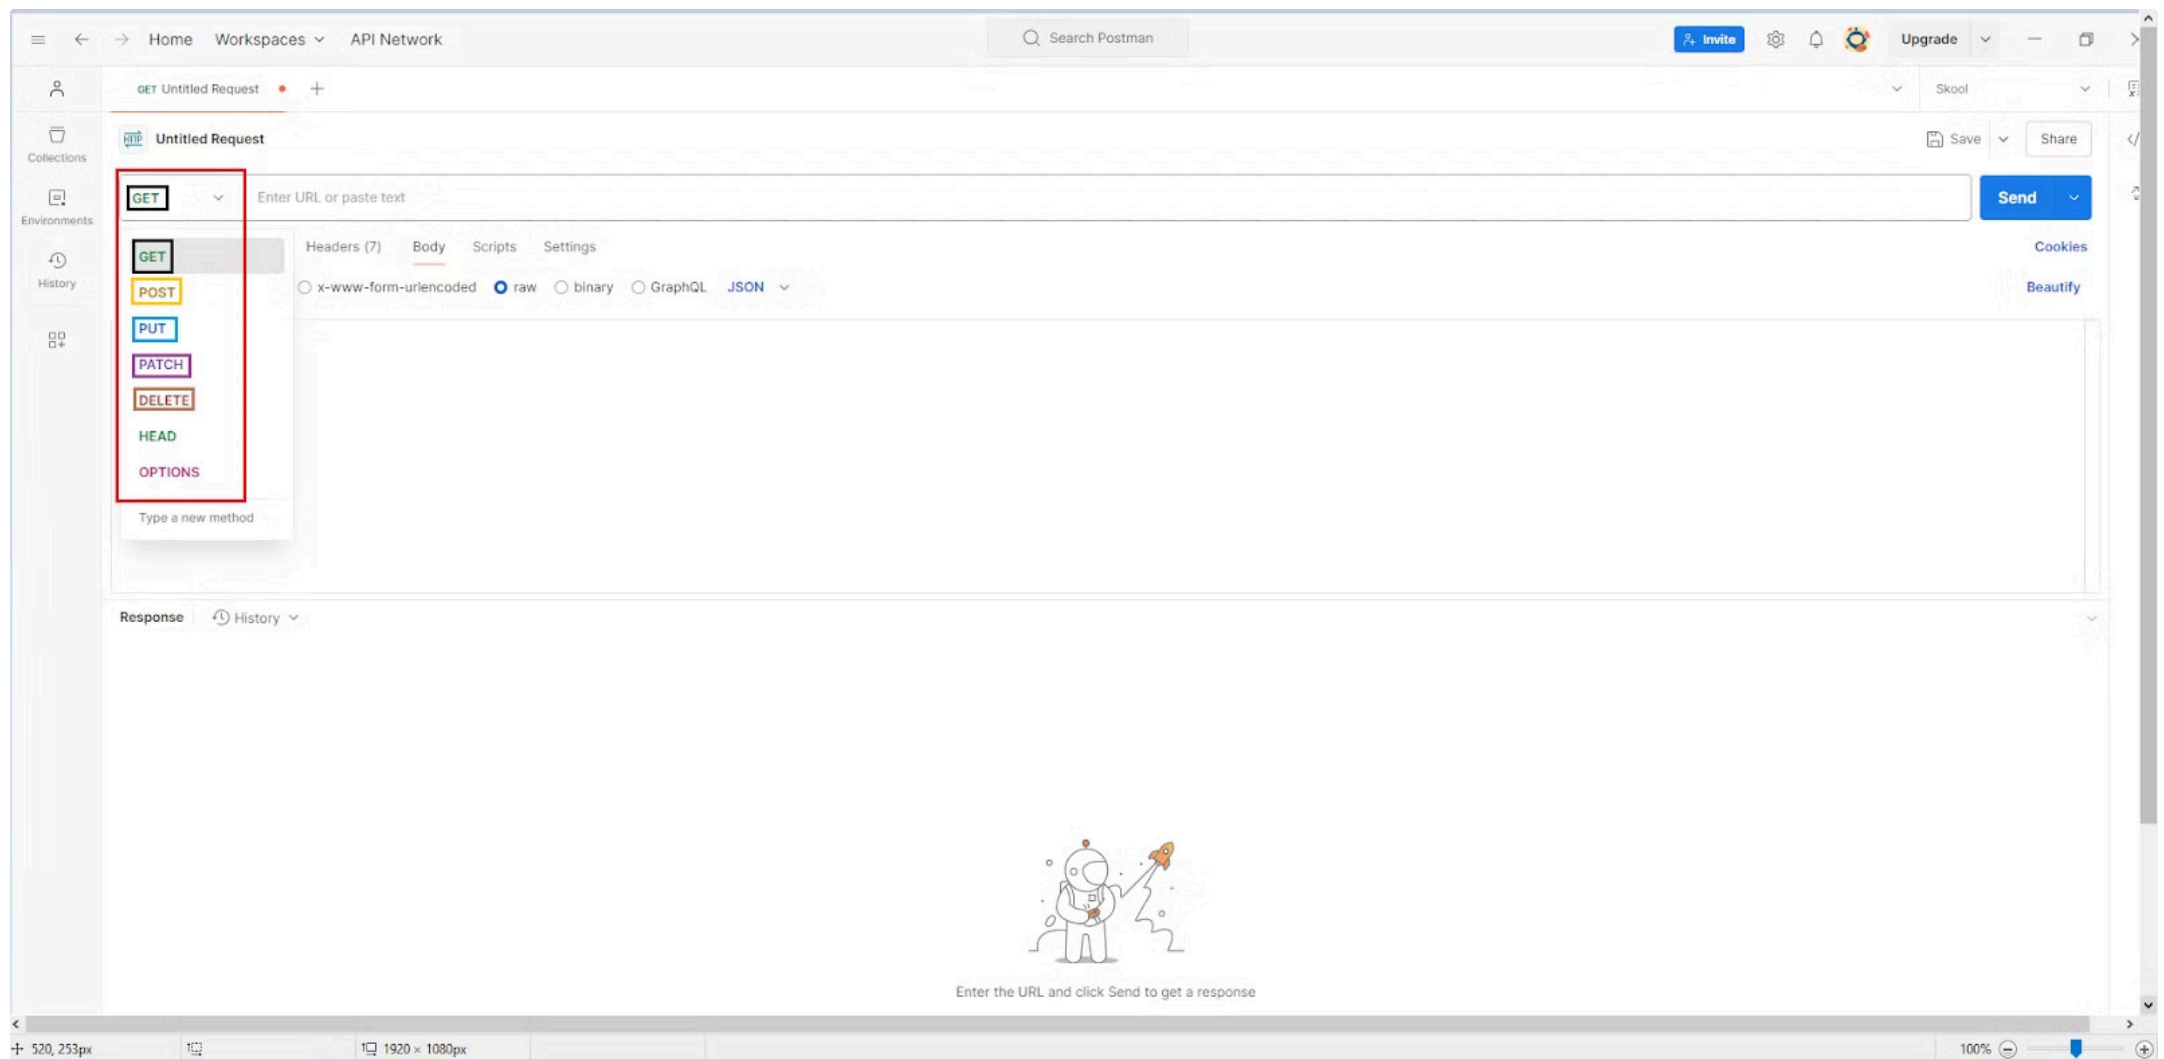 Home Workspaces API Network Search Postman Invite Upgrade
GET Untitled Request Skool
HTTP Untitled Request Save Share
Collections
GET Enter URL or paste text Send
Environments
Headers (7) Body Scripts Settings Cookies
GET
History
x-www-form-urlencoded raw binary GraphQL JSON Beautify
POST
PUT
PATCH
DELETE
HEAD
OPTIONS
Type a new method
Response History
Enter the URL and click Send to get a response
520, 253px 1920 × 1080px 100%